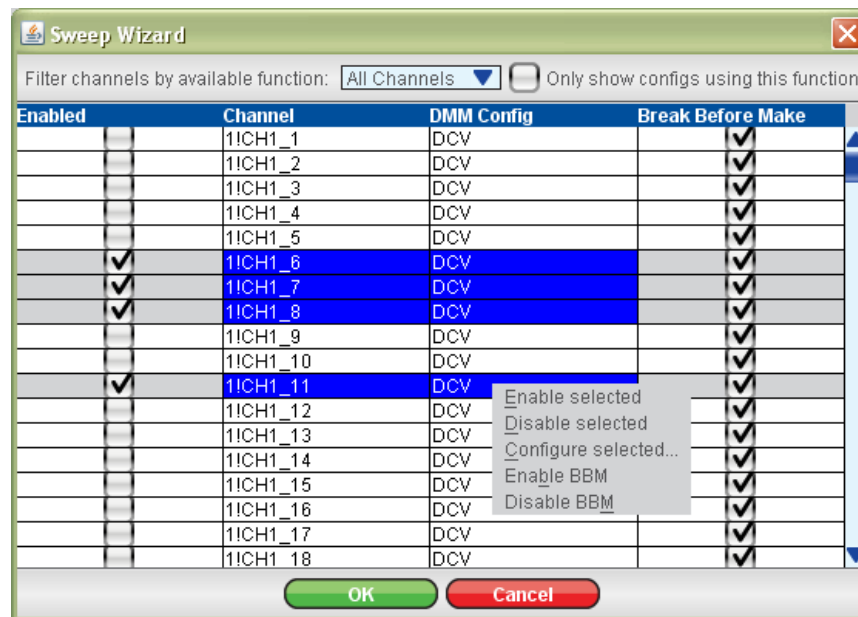 Sweep Wizard
Filter channels by available function: All Channels Only show configs using this function
Enabled Channel DMM Config Break Before Make
1!CH1_1 DCV
1!CH1_2 DCV
1!CH1_3 DCV
1!CH1_4 DCV
1!CH1_5 DCV
1!CH1_6 DCV
1!CH1_7 DCV
1!CH1_8 DCV
1!CH1_9 DCV
1!CH1_10 DCV
1!CH1_11 DCV
1!CH1_12 DCV
1!CH1_13 DCV
1!CH1_14 DCV
1!CH1_15 DCV
1!CH1_16 DCV
1!CH1_17 DCV
1!CH1_18 DCV
Enable selected
Disable selected
Configure selected...
Enable BBM
Disable BBM
OK Cancel